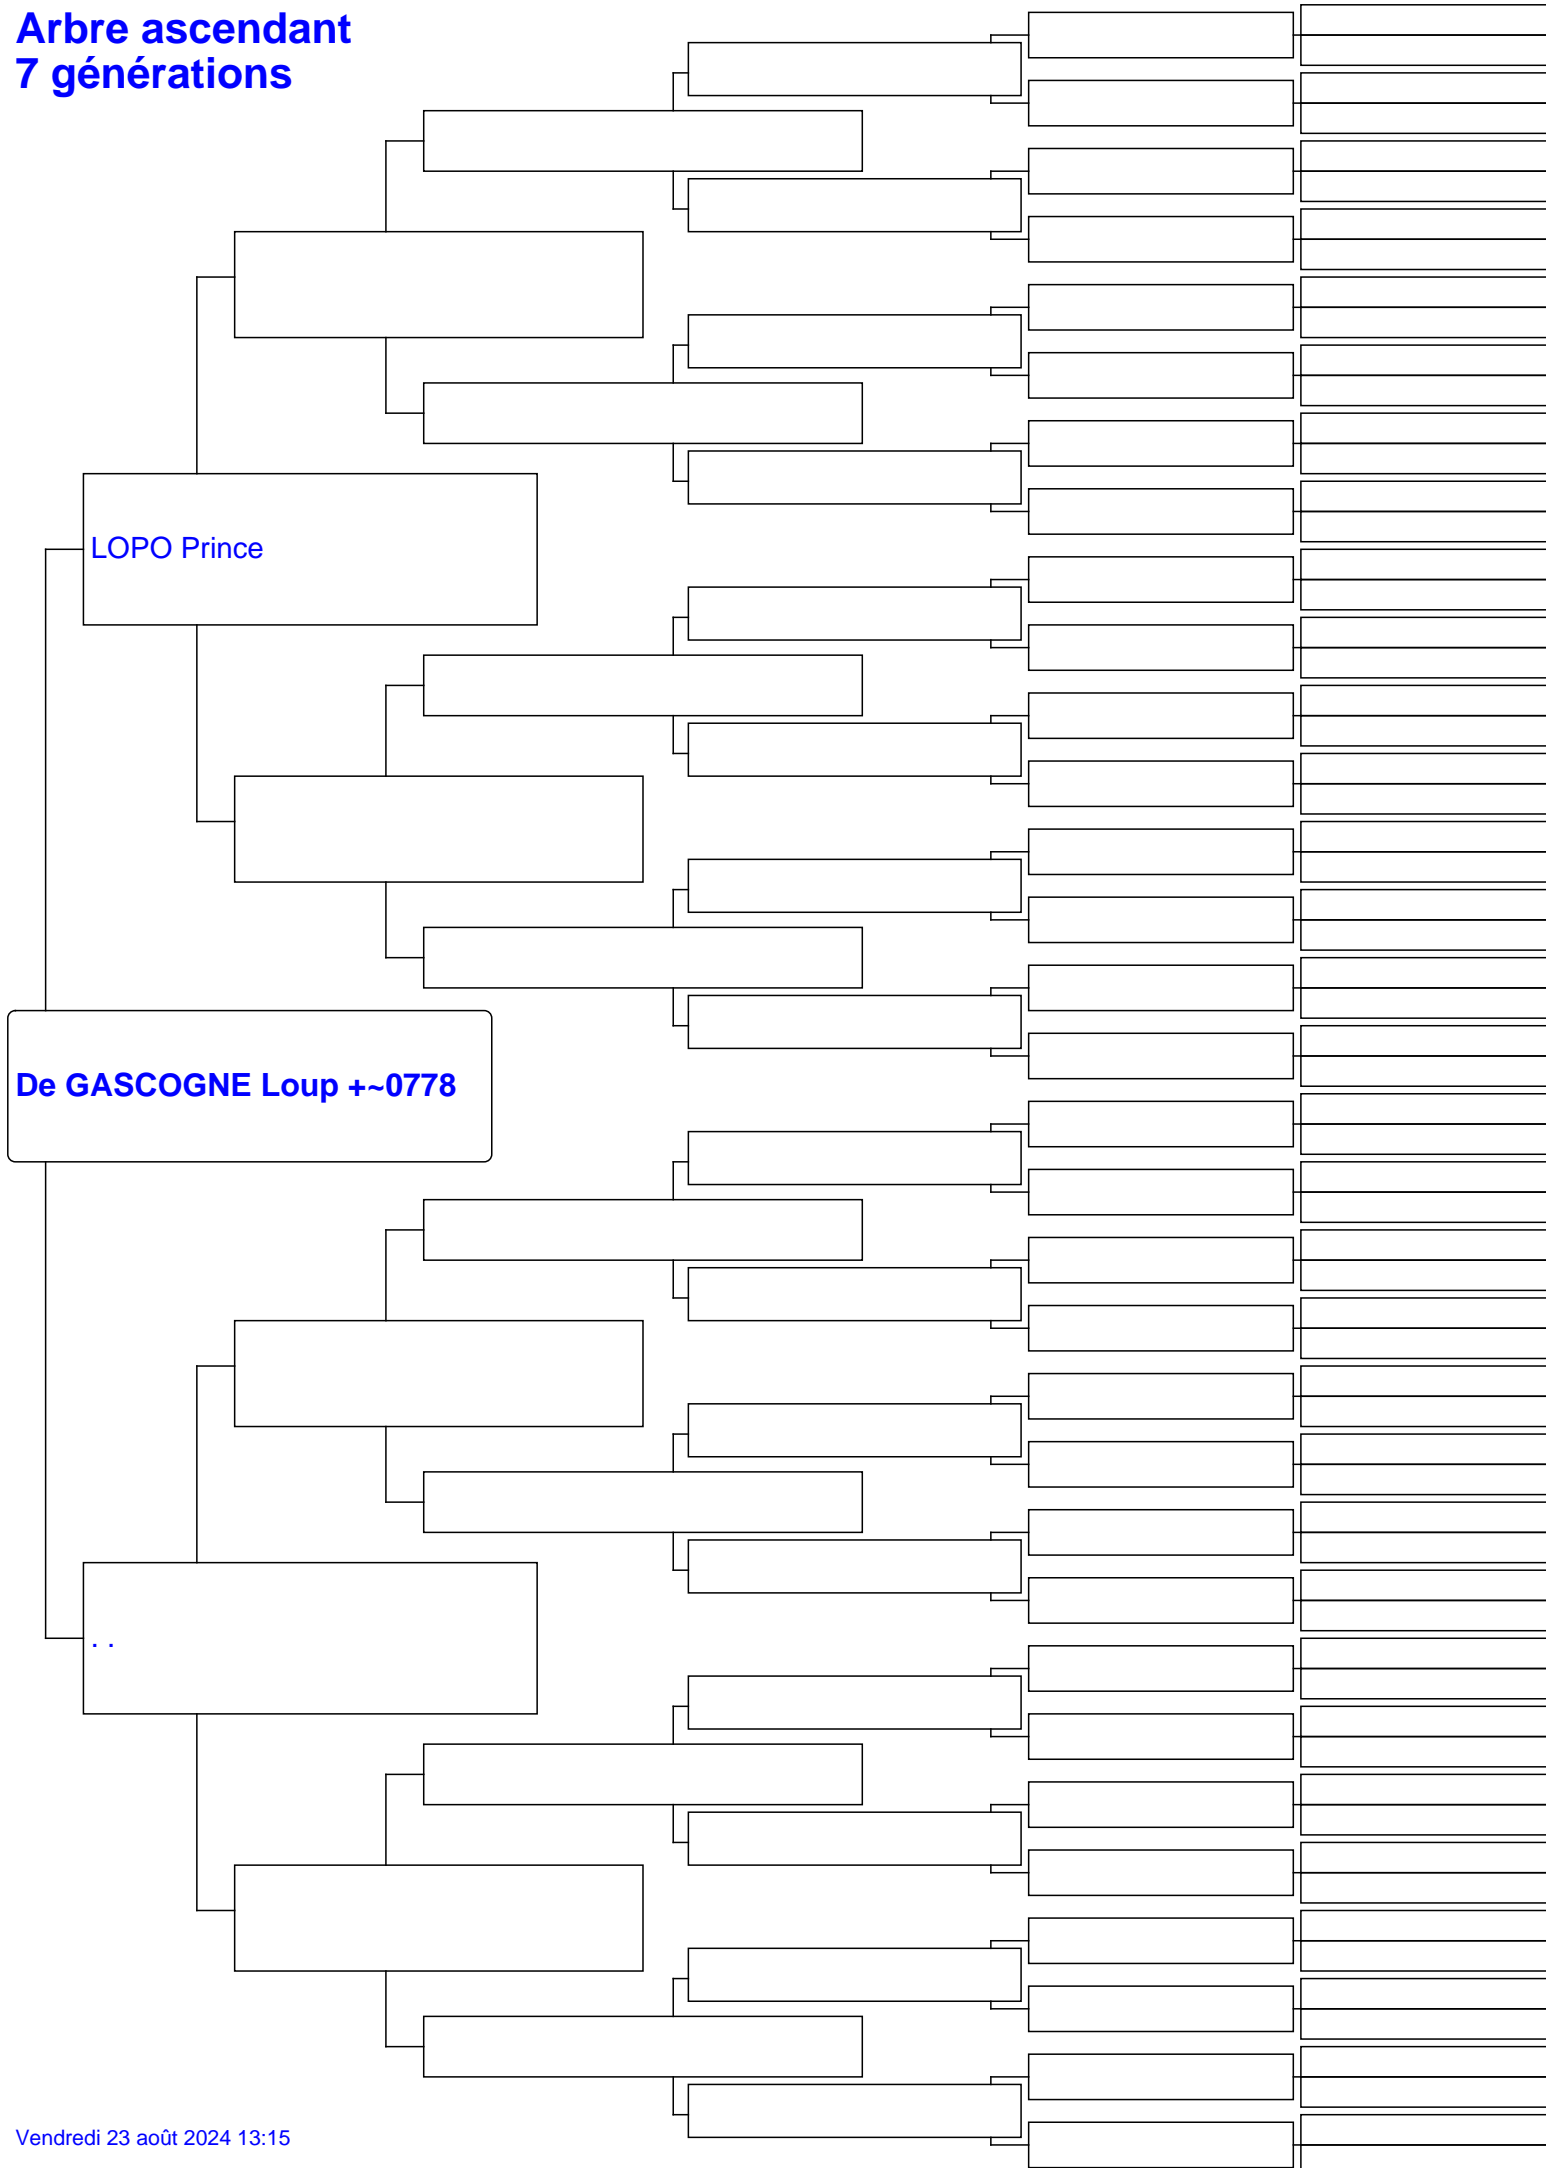 Arbre ascendant
7 générations
LOPO Prince
De GASCOGNE Loup +~0778
. .
Vendredi 23 août 2024 13:15